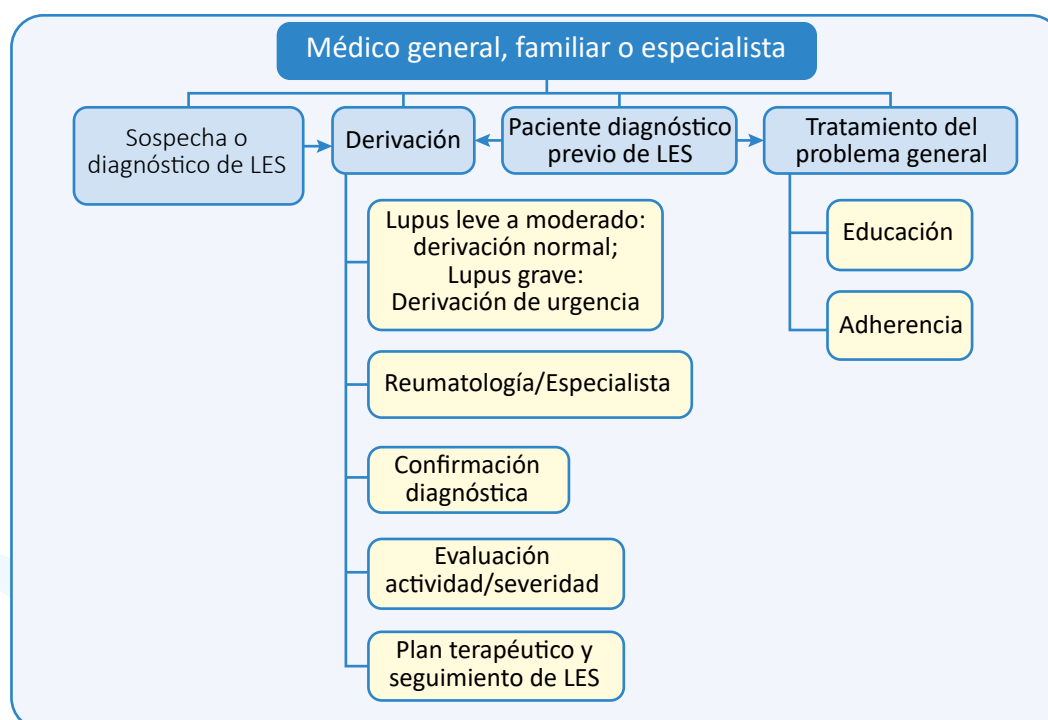 Médico general, familiar o especialista
Sospecha o
diagnóstico de LES
Derivación
Paciente diagnóstico
previo de LES
Tratamiento del
problema general
Lupus leve a moderado:
derivación normal;
Lupus grave:
Derivación de urgencia
Reumatología/Especialista
Confirmación
diagnóstica
Evaluación
actividad/severidad
Plan terapéutico y
seguimiento de LES
Educación
Adherencia